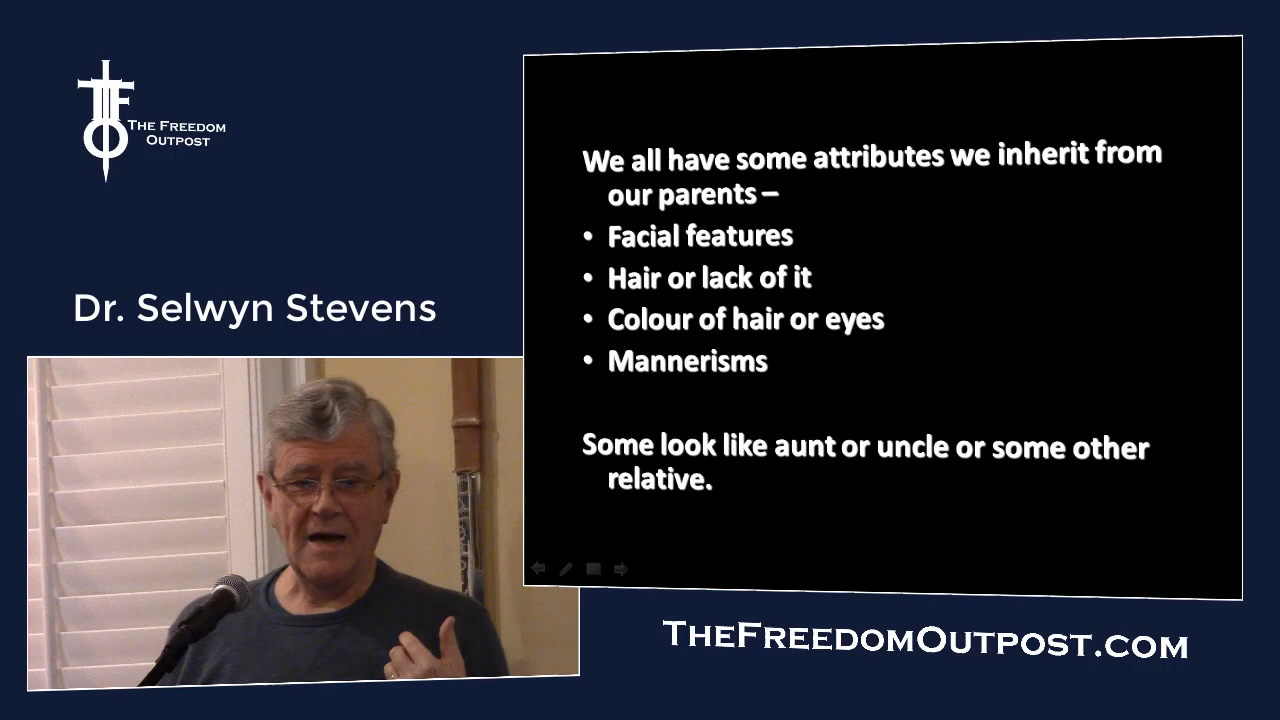 TFO
The Freedom
Outpost
Dr. Selwyn Stevens
We all have some attributes we inherit from
our parents –
• Facial features
• Hair or lack of it
• Colour of hair or eyes
• Mannerisms
Some look like aunt or uncle or some other
relative.
TheFreedomOutpost.com